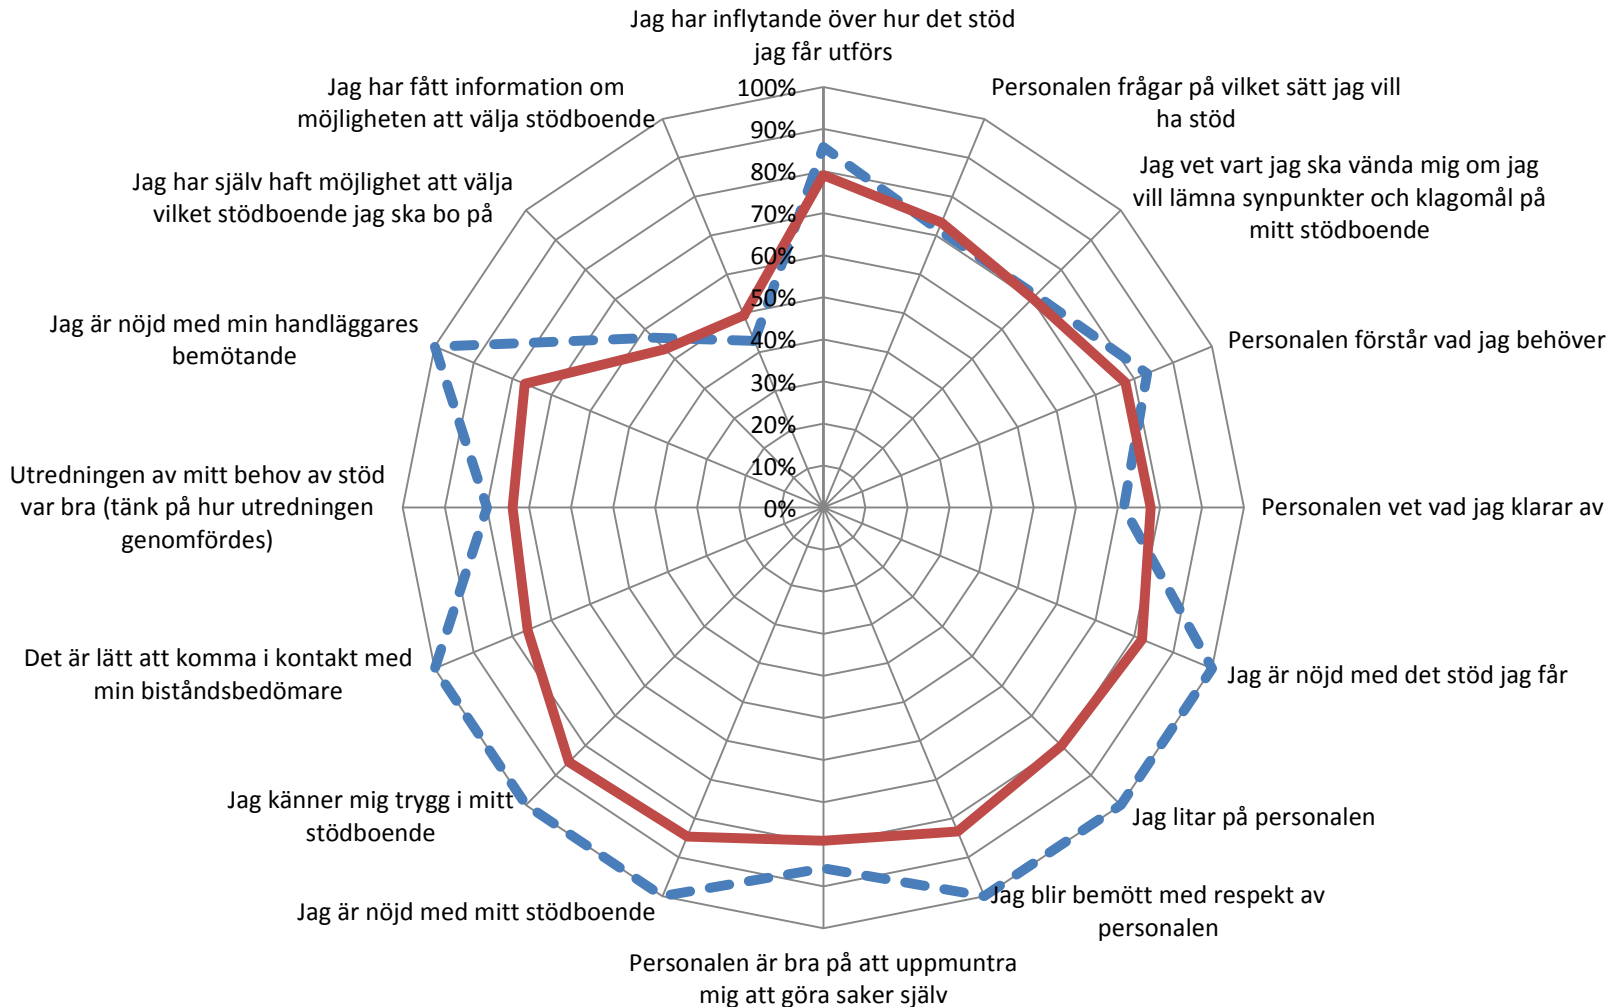 Jag har inflytande över hur det stöd
jag får utförs
Personalen frågar på vilket sätt jag vill
ha stöd
Jag vet vart jag ska vända mig om jag
vill lämna synpunkter och klagomål på
mitt stödboende
Personalen förstår vad jag behöver
Personalen vet vad jag klarar av
Jag är nöjd med det stöd jag får
Jag litar på personalen
Jag blir bemött med respekt av
personalen
Personalen är bra på att uppmuntra
mig att göra saker själv
Jag är nöjd med mitt stödboende
Jag känner mig trygg i mitt
stödboende
Det är lätt att komma i kontakt med
min biståndsbedömare
Utredningen av mitt behov av stöd
var bra (tänk på hur utredningen
genomfördes)
Jag är nöjd med min handläggares
bemötande
Jag har själv haft möjlighet att välja
vilket stödboende jag ska bo på
Jag har fått information om
möjligheten att välja stödboende
100%
90%
80%
70%
60%
50%
40%
30%
20%
10%
0%